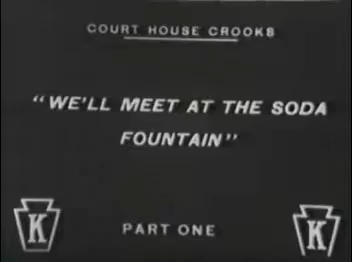 COURT HOUSE CROOKS
"WE'LL MEET AT THE SODA
FOUNTAIN"
K PART ONE K